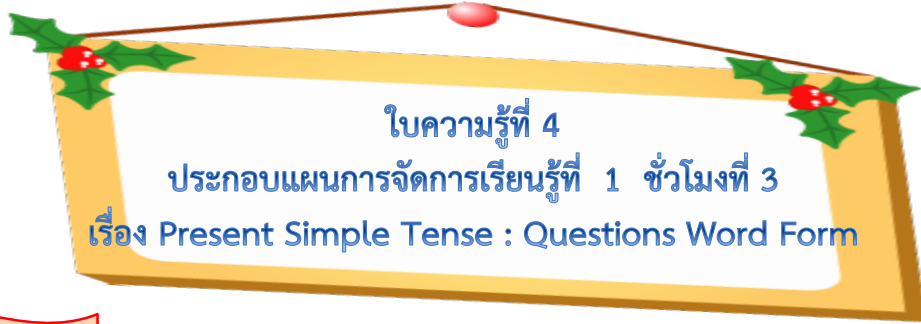 ใบความรู้ที่ 4
ประกอบแผนการจัดการเรียนรู้ที่ 1 ชั่วโมงที่ 3
เรื่อง Present Simple Tense : Questions Word Form